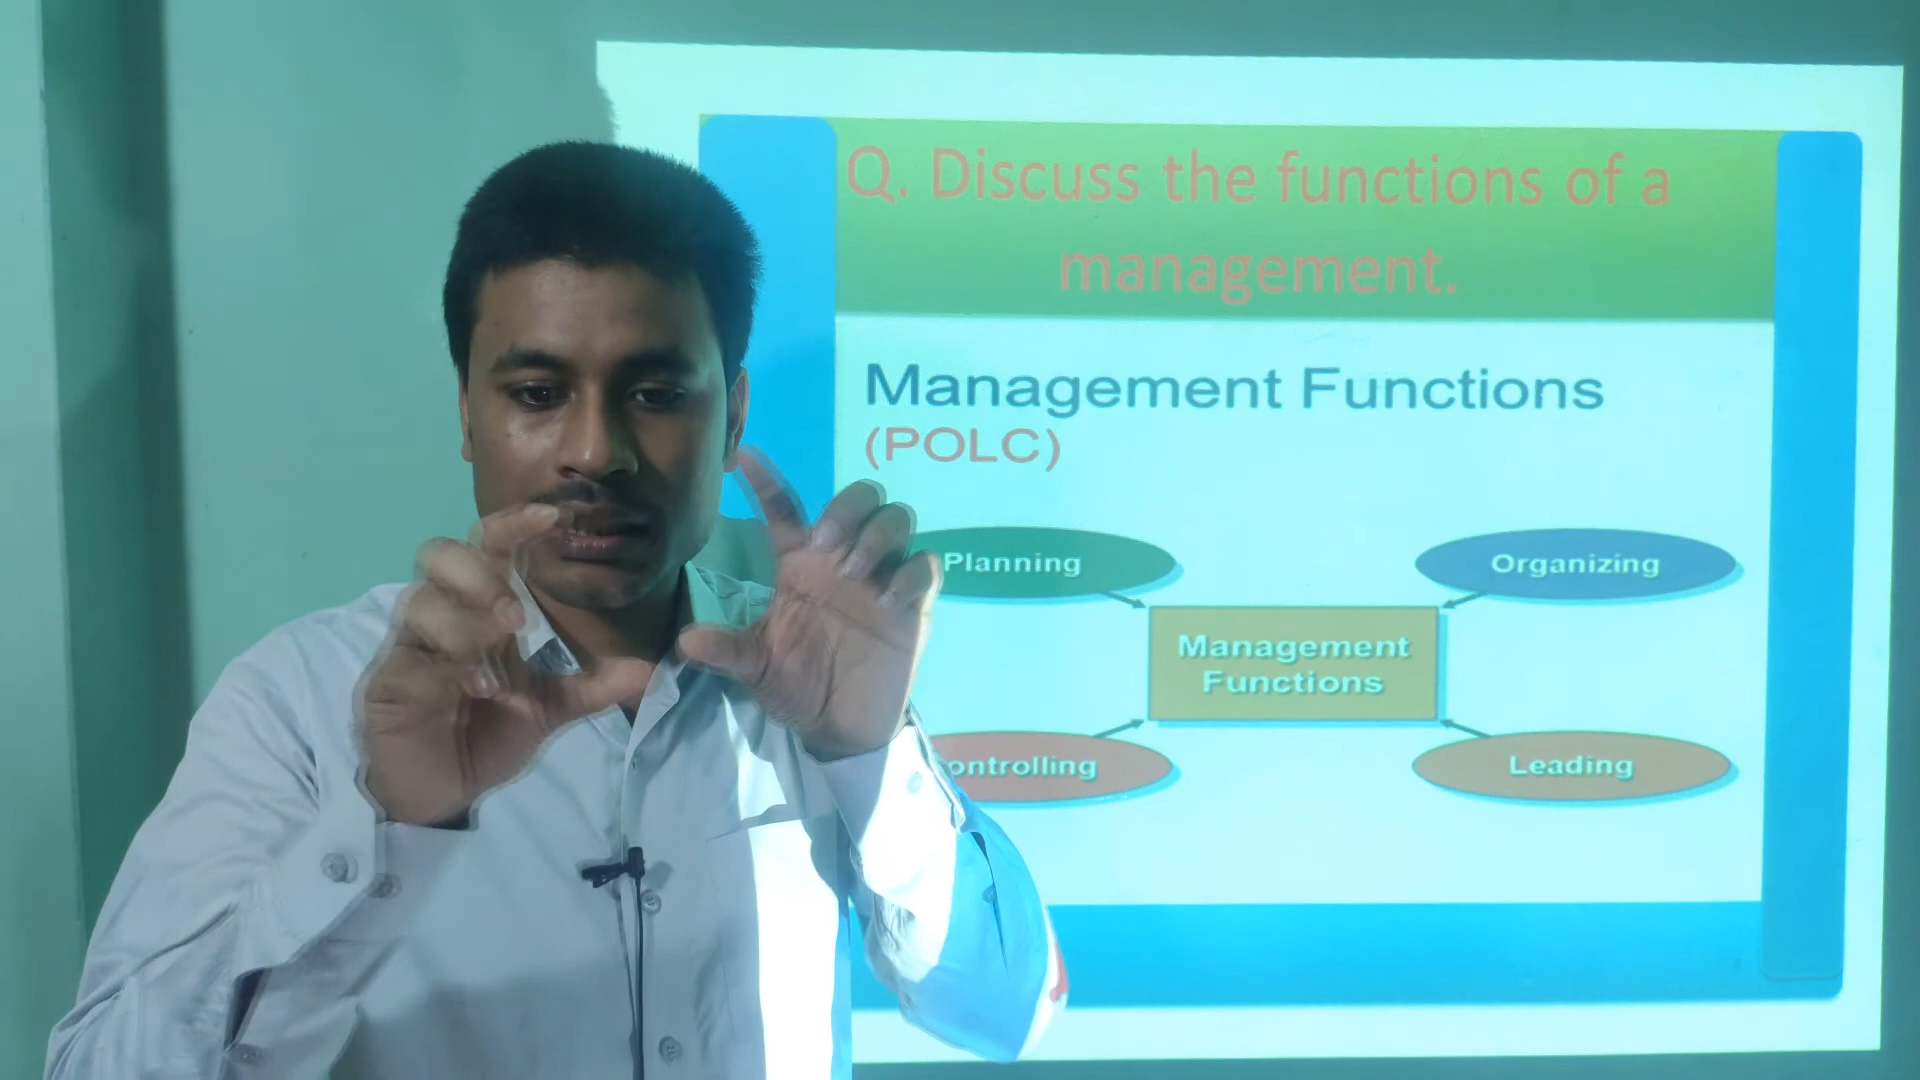 Q. Discuss the functions of a
management.
Management Functions
(POLC)
Planning
Organizing
Management
Functions
ontrolling
Leading